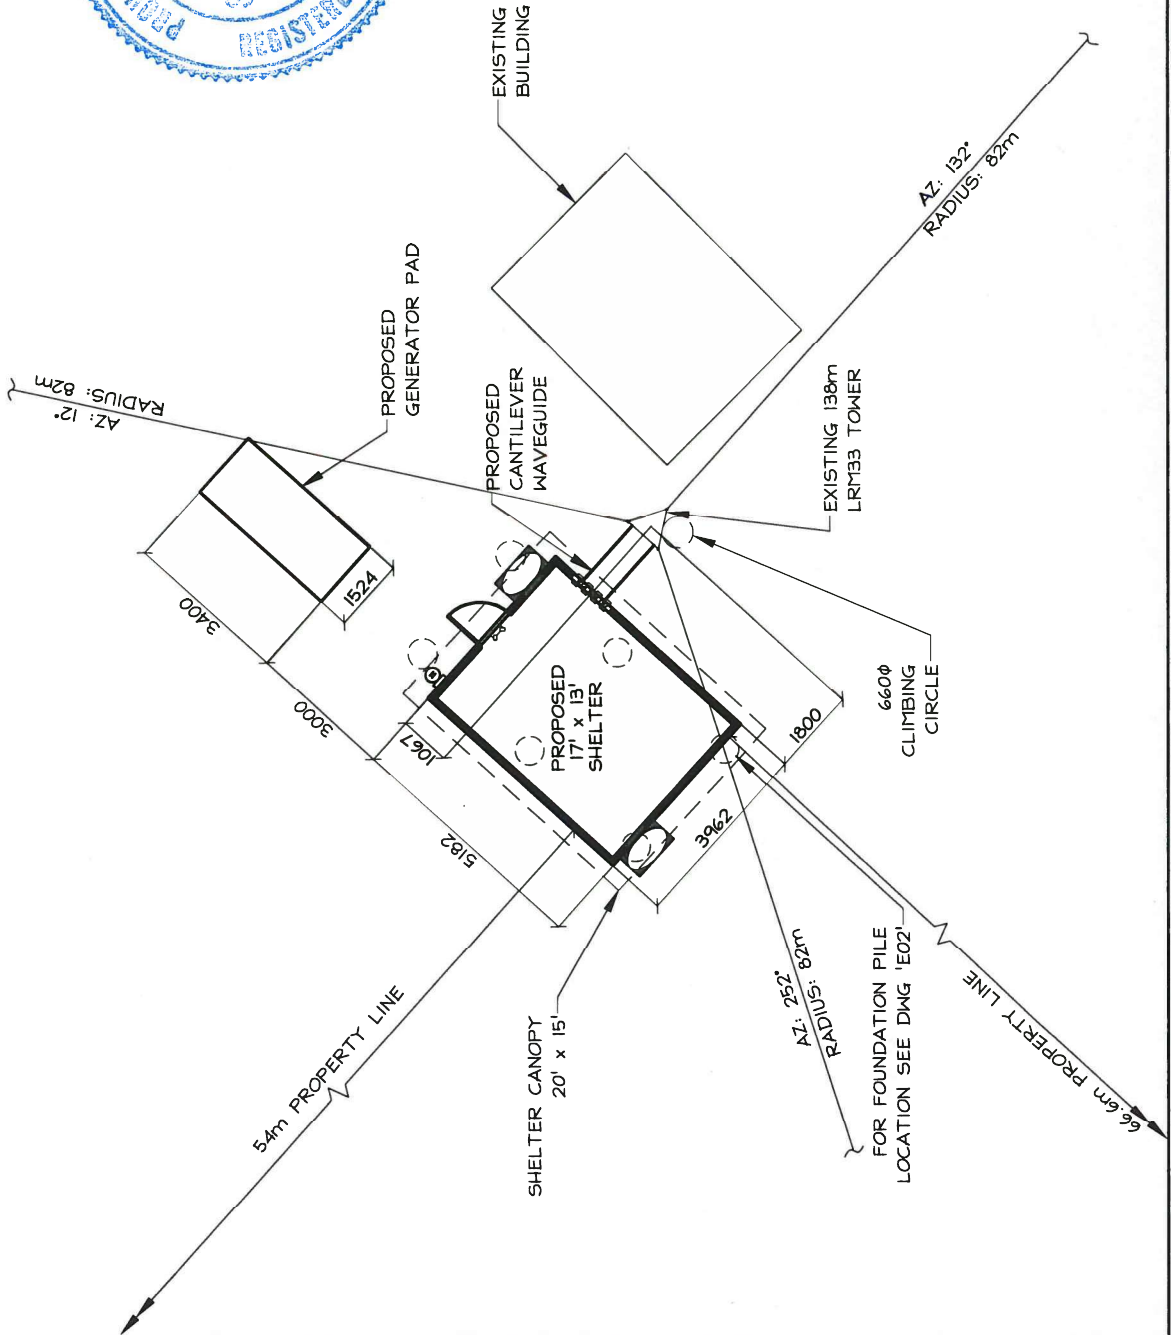 PROVI
REGISTERED
EXISTING
BUILDING
AZ: 132°
RADIUS: 82m
PROPOSED
GENERATOR PAD
AZ: 12°
RADIUS: 82m
PROPOSED
CANTILEVER
WAVEGUIDE
EXISTING 138m
LRM33 TOWER
3400
1524
3000
1067
PROPOSED
17' x 13'
SHELTER
5182
3962
1800
660Φ
CLIMBING
CIRCLE
54m PROPERTY LINE
SHELTER CANOPY
20' x 15'
AZ: 252°
RADIUS: 82m
FOR FOUNDATION PILE
LOCATION SEE DWG 'E02'
66.6m PROPERTY LINE